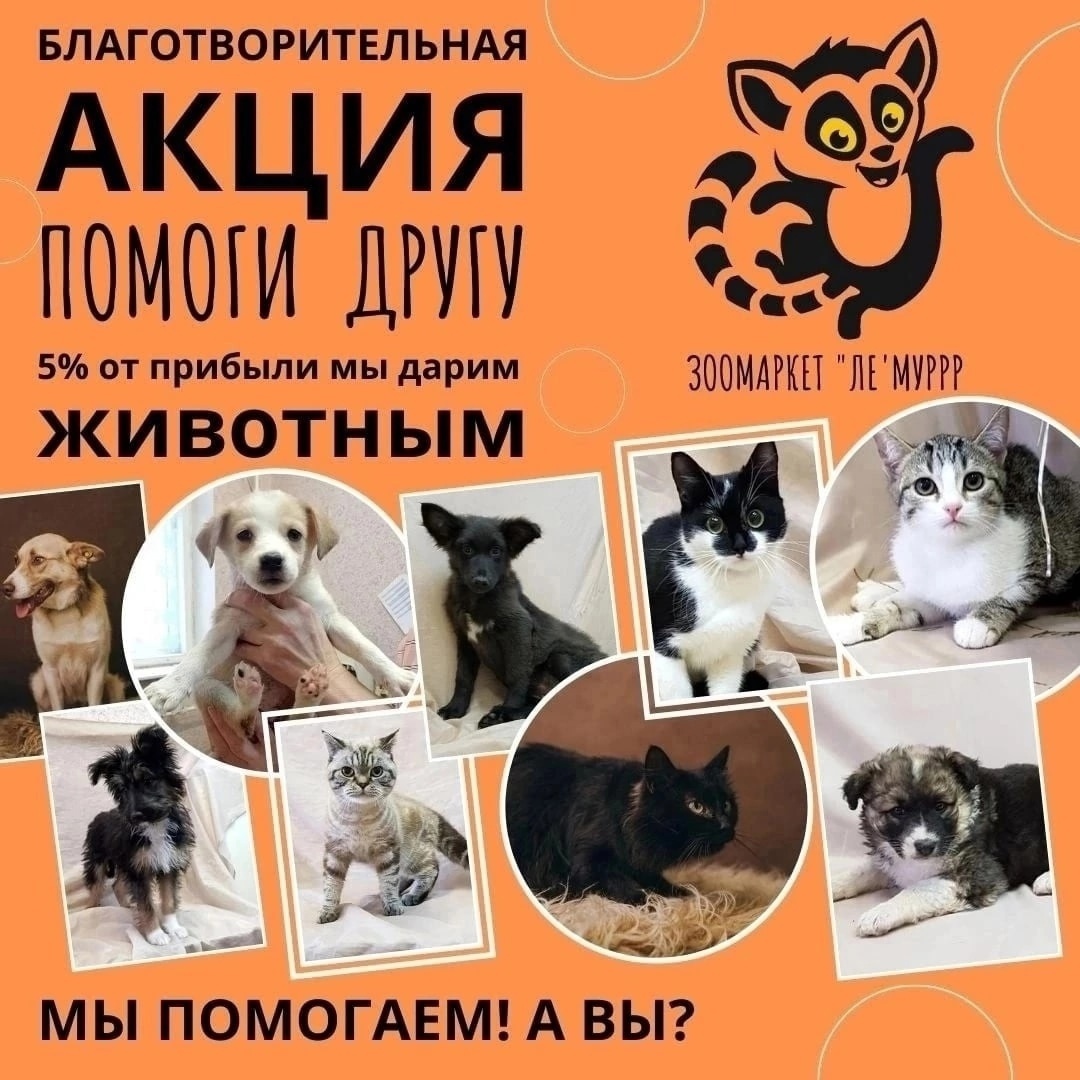 БЛАГОТВОРИТЕЛЬНАЯ
АКЦИЯ
ПОМОГИ ДРУГУ
5% от прибыли мы дарим
животным
ЗООМАРКЕТ "ЛЕ'МУРРР
МЫ ПОМОГАЕМ! А ВЫ?